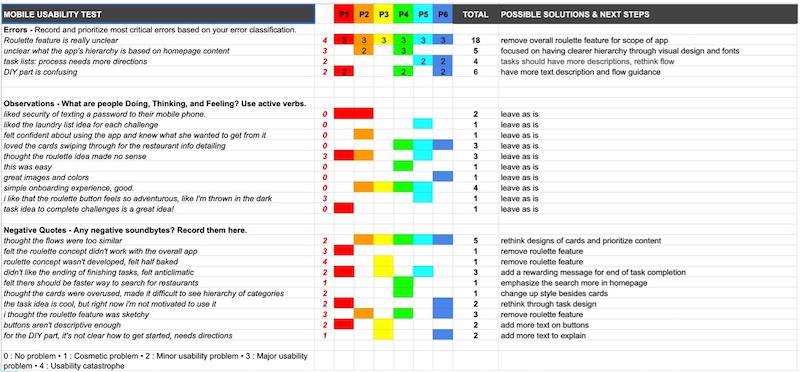 MOBILE USABILITY TEST P1 P2 P3 P4 P5 P6 TOTAL POSSIBLE SOLUTIONS & NEXT STEPS
Errors - Record and prioritize most critical errors based on your error classification.
Roulette feature is really unclear 4 3 3 3 3 3 3 18 remove overall roulette feature for scope of app
unclear what the app's hierarchy is based on homepage content 3 2 3 5 focused on having clearer hierarchy through visual design and fonts
task lists: process needs more directions 2 2 2 4 tasks should have more descriptions, rethink flow
DIY part is confusing 2 2 2 2 6 have more text description and flow guidance
Observations - What are people Doing, Thinking, and Feeling? Use active verbs.
liked security of texting a password to their mobile phone. 0 2 leave as is
liked the laundry list idea for each challenge 0 1 leave as is
felt confident about using the app and knew what she wanted to get from it 0 1 leave as is
loved the cards swiping through for the restaurant info detailing 0 3 leave as is
thought the roulette idea made no sense 3 3 leave as is
this was easy 0 1 leave as is
great images and colors 0 1 leave as is
simple onboarding experience, good. 0 4 leave as is
i like that the roulette button feels so adventurous, like I'm thrown in the dark 3 1 leave as is
task idea to complete challenges is a great idea! 0 1 leave as is
Negative Quotes - Any negative soundbytes? Record them here.
thought the flows were too similar 2 5 rethink designs of cards and prioritize content
felt the roulette concept didn't work with the overall app 3 1 remove roulette feature
roulette concept wasn't developed, felt half baked 4 1 remove roulette feature
didn't like the ending of finishing tasks, felt anticlimatic 2 3 add a rewarding message for end of task completion
felt there should be faster way to search for restaurants 1 1 emphasize the search more in homepage
thought the cards were overused, made it difficult to see hierarchy of categories 2 1 change up style besides cards
the task idea is cool, but right now i'm not motivated to use it 2 2 rethink through task design
i thought the roulette feature was sketchy 3 3 remove roulette feature
buttons aren't descriptive enough 2 2 add more text on buttons
for the DIY part, it's not clear how to get started, needs directions 1 2 add more text to explain
0 : No problem • 1 : Cosmetic problem • 2 : Minor usability problem • 3 : Major usability
problem • 4 : Usability catastrophe